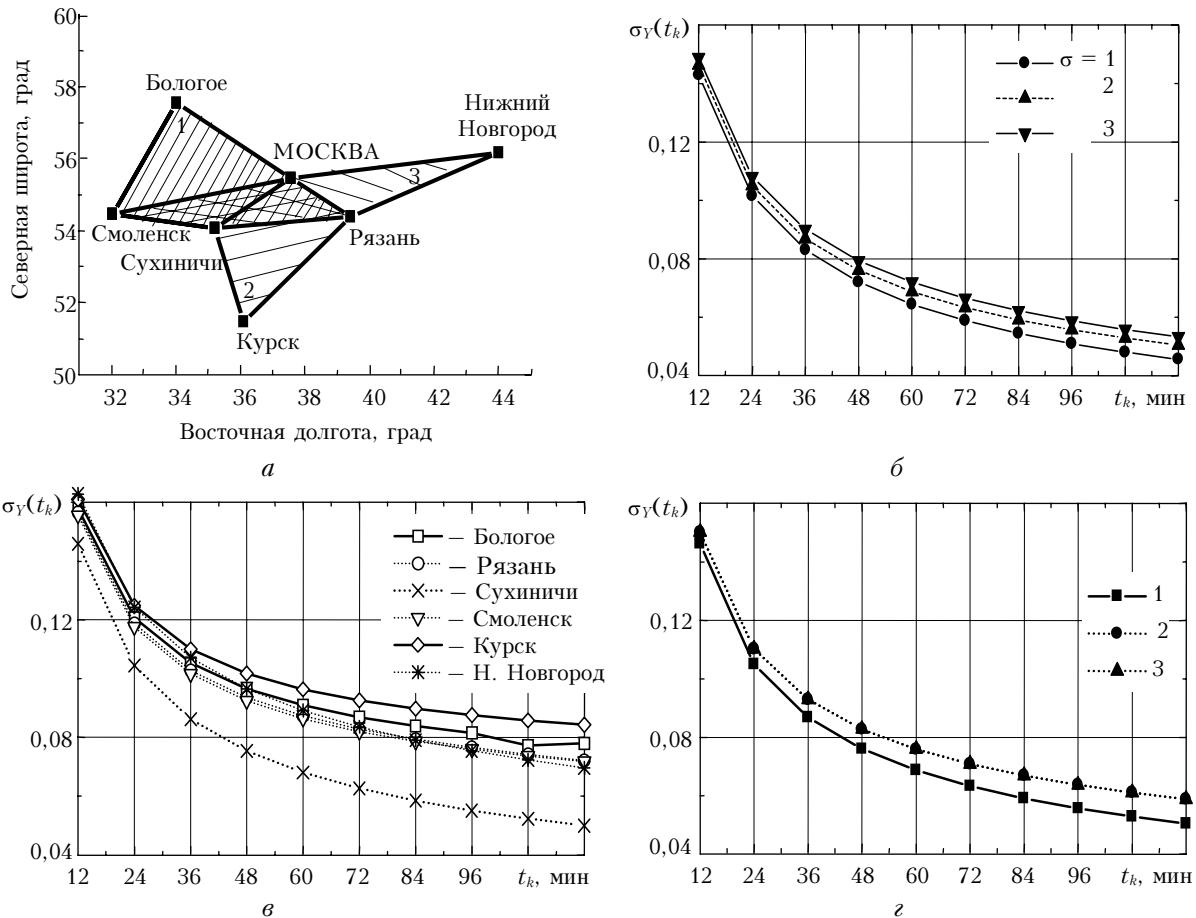 60
58
56
54
52
50
Северная широта, град
Бологое
1
Нижний
Новгород
МОСКВА
3
Смоленск
Рязань
Сухиничи
2
Курск
32 34 36 38 40 42 44
Восточная долгота, град
а
σY(tk)
σ = 1
2
3
0,12
0,08
0,04
12 24 36 48 60 72 84 96 tk, мин
б
σY(tk)
– Бологое
– Рязань
– Сухиничи
– Смоленск
– Курск
– Н. Новгород
0,12
0,08
0,04
12 24 36 48 60 72 84 96 tk, мин
в
σY(tk)
1
2
3
0,12
0,08
0,04
12 24 36 48 60 72 84 96 tk, мин
г